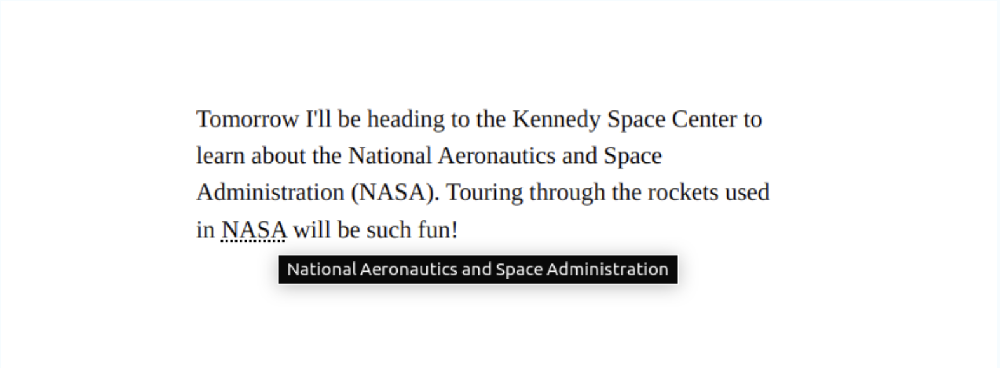 Tomorrow I'll be heading to the Kennedy Space Center to
learn about the National Aeronautics and Space
Administration (NASA). Touring through the rockets used
in NASA will be such fun!
National Aeronautics and Space Administration